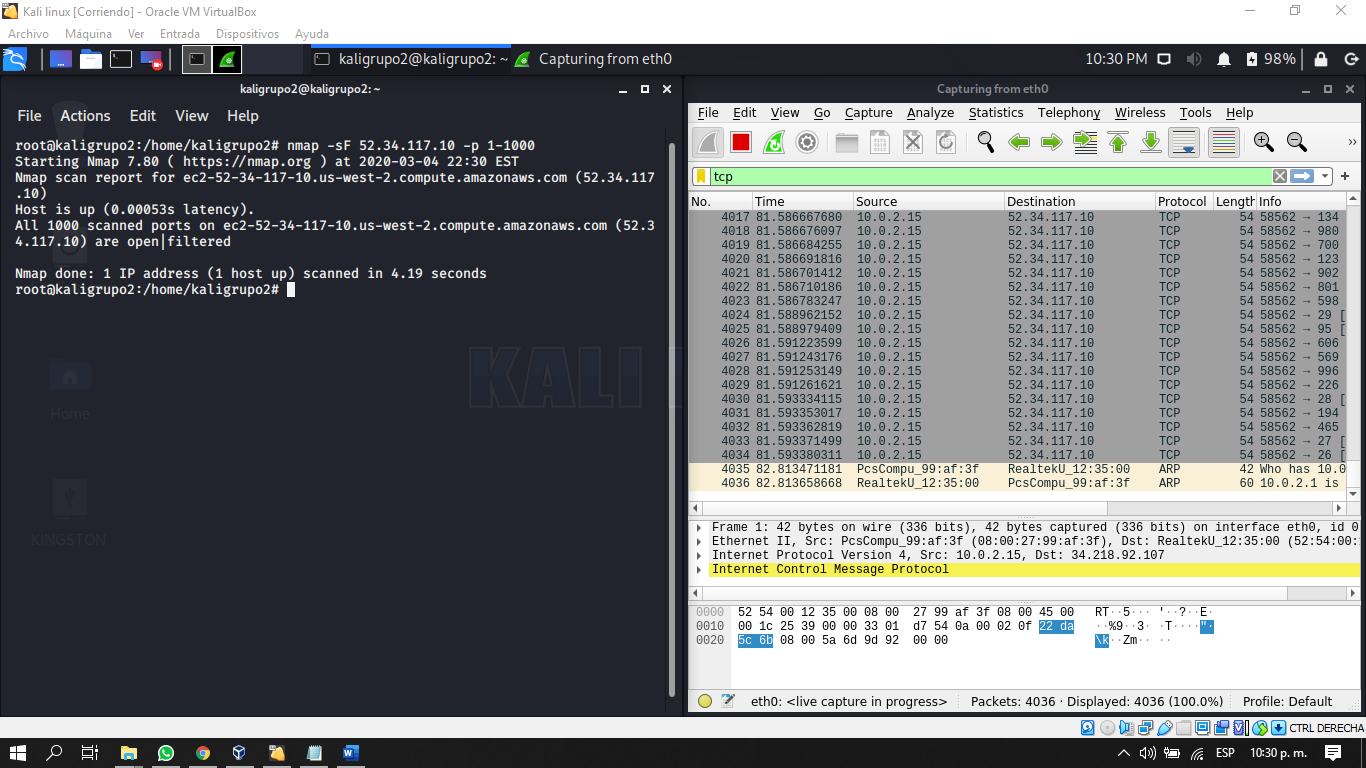 Kali linux [Corriendo] - Oracle VM VirtualBox
Archivo Máquina Ver Entrada Dispositivos Ayuda
kaligrupo2@kaligrupo2: ~ Capturing from eth0 10:30 PM 98%
kaligrupo2@kaligrupo2: ~
File Actions Edit View Help
root@kaligrupo2:/home/kaligrupo2# nmap -sF 52.34.117.10 -p 1-1000
Starting Nmap 7.80 ( https://nmap.org ) at 2020-03-04 22:30 EST
Nmap scan report for ec2-52-34-117-10.us-west-2.compute.amazonaws.com (52.34.117
.10)
Host is up (0.00053s latency).
All 1000 scanned ports on ec2-52-34-117-10.us-west-2.compute.amazonaws.com (52.3
4.117.10) are open|filtered
Nmap done: 1 IP address (1 host up) scanned in 4.19 seconds
root@kaligrupo2:/home/kaligrupo2#
KALI
Home
KINGSTON
Capturing from eth0
File Edit View Go Capture Analyze Statistics Telephony Wireless Tools Help
tcp
No. Time Source Destination Protocol Length Info
4017 81.586667680 10.0.2.15 52.34.117.10 TCP 54 58562 → 134
4018 81.586676097 10.0.2.15 52.34.117.10 TCP 54 58562 → 980
4019 81.586684255 10.0.2.15 52.34.117.10 TCP 54 58562 → 700
4020 81.586691816 10.0.2.15 52.34.117.10 TCP 54 58562 → 123
4021 81.586701412 10.0.2.15 52.34.117.10 TCP 54 58562 → 902
4022 81.586710186 10.0.2.15 52.34.117.10 TCP 54 58562 → 801
4023 81.586783247 10.0.2.15 52.34.117.10 TCP 54 58562 → 598
4024 81.588962152 10.0.2.15 52.34.117.10 TCP 54 58562 → 29 [
4025 81.588979409 10.0.2.15 52.34.117.10 TCP 54 58562 → 95 [
4026 81.591223599 10.0.2.15 52.34.117.10 TCP 54 58562 → 606
4027 81.591243176 10.0.2.15 52.34.117.10 TCP 54 58562 → 569
4028 81.591253149 10.0.2.15 52.34.117.10 TCP 54 58562 → 996
4029 81.591261621 10.0.2.15 52.34.117.10 TCP 54 58562 → 226
4030 81.593334115 10.0.2.15 52.34.117.10 TCP 54 58562 → 28 [
4031 81.593353017 10.0.2.15 52.34.117.10 TCP 54 58562 → 194
4032 81.593362819 10.0.2.15 52.34.117.10 TCP 54 58562 → 465
4033 81.593371499 10.0.2.15 52.34.117.10 TCP 54 58562 → 27 [
4034 81.593380311 10.0.2.15 52.34.117.10 TCP 54 58562 → 26 [
4035 82.813471181 PcsCompu_99:af:3f RealtekU_12:35:00 ARP 42 Who has 10.0
4036 82.813658668 RealtekU_12:35:00 PcsCompu_99:af:3f ARP 60 10.0.2.1 is
Frame 1: 42 bytes on wire (336 bits), 42 bytes captured (336 bits) on interface eth0, id 0
Ethernet II, Src: PcsCompu_99:af:3f (08:00:27:99:af:3f), Dst: RealtekU_12:35:00 (52:54:00:
Internet Protocol Version 4, Src: 10.0.2.15, Dst: 34.218.92.107
Internet Control Message Protocol
0000 52 54 00 12 35 00 08 00 27 99 af 3f 08 00 45 00 RT··5··· '··?··E·
0010 00 1c 25 39 00 00 33 01 d7 54 0a 00 02 0f 22 da ··%9··3· ·T····"·
0020 5c 6b 08 00 5a 6d 9d 92 00 00 \k··Zm·· ··
eth0: <live capture in progress> Packets: 4036 · Displayed: 4036 (100.0%) Profile: Default
CTRL DERECHA
ESP 10:30 p. m.